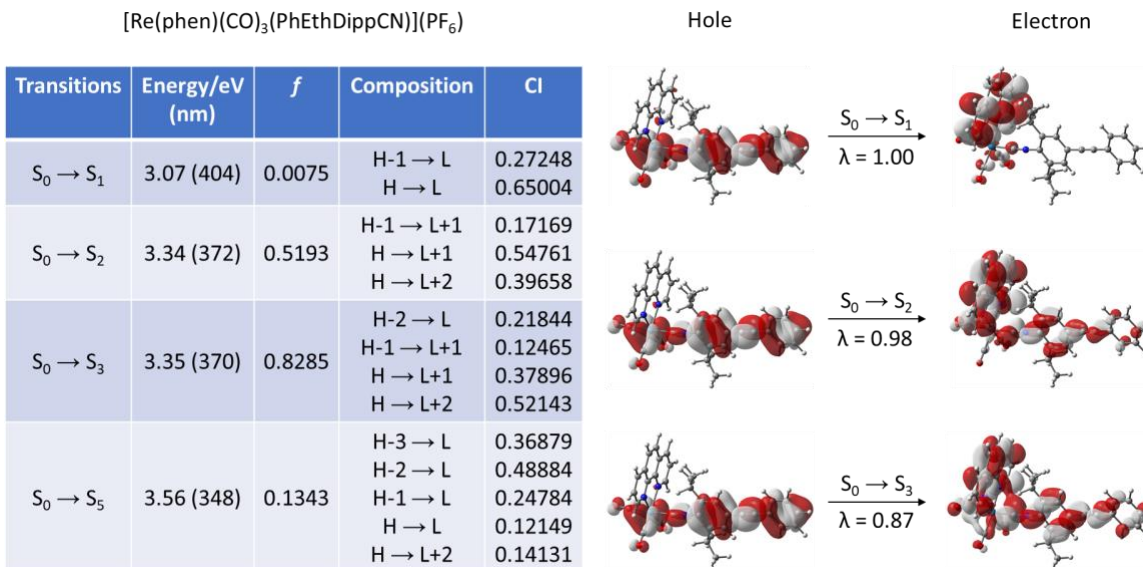 [Re(phen)(CO)₃(PhEthDippCN)](PF₆)
Hole
Electron
Transitions Energy/eV (nm) f Composition CI
S₀ → S₁ 3.07 (404) 0.0075 H-1 → L 0.27248
H → L 0.65004
S₀ → S₂ 3.34 (372) 0.5193 H-1 → L+1 0.17169
H → L+1 0.54761
H → L+2 0.39658
S₀ → S₃ 3.35 (370) 0.8285 H-2 → L 0.21844
H-1 → L+1 0.12465
H → L+1 0.37896
H → L+2 0.52143
S₀ → S₅ 3.56 (348) 0.1343 H-3 → L 0.36879
H-2 → L 0.48884
H-1 → L 0.24784
H → L 0.12149
H → L+2 0.14131
S₀ → S₁
λ = 1.00
S₀ → S₂
λ = 0.98
S₀ → S₃
λ = 0.87